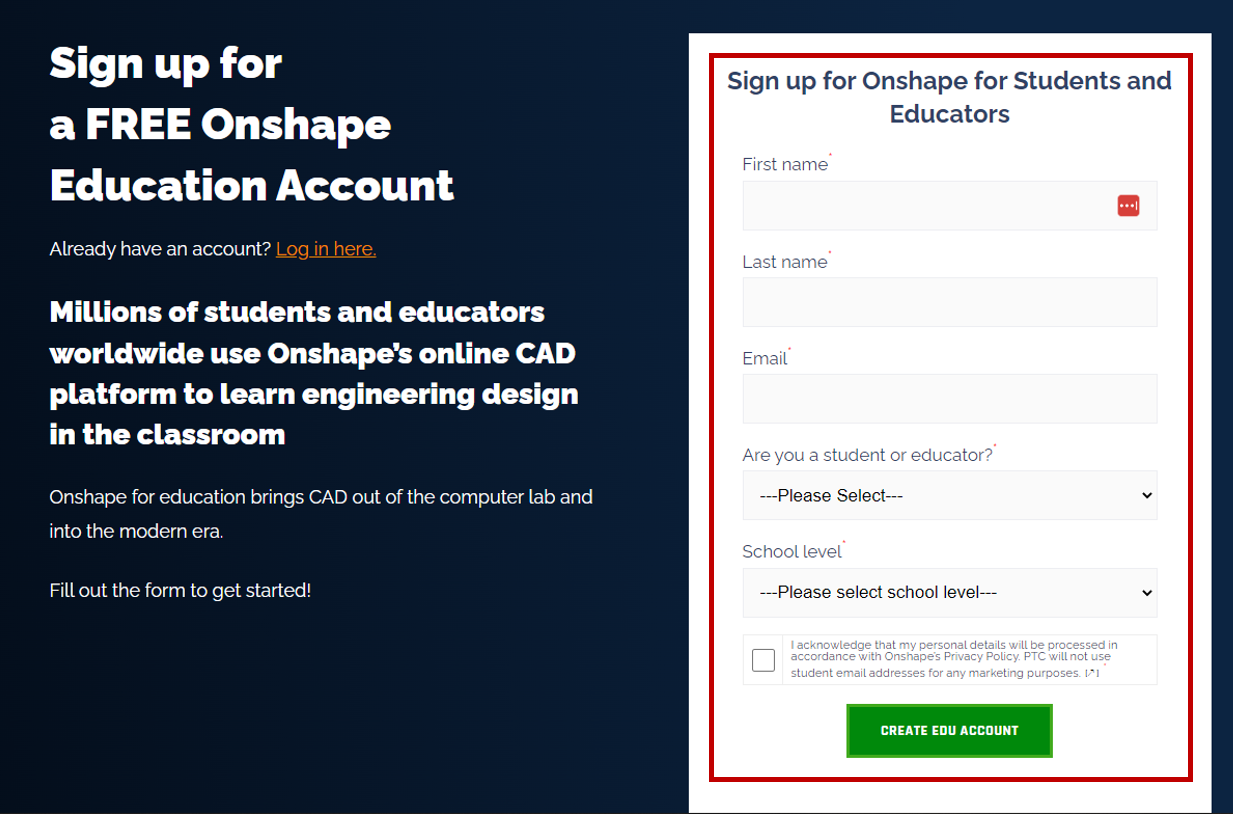 Sign up for
a FREE Onshape
Education Account
Already have an account? Log in here.
Millions of students and educators
worldwide use Onshape's online CAD
platform to learn engineering design
in the classroom
Onshape for education brings CAD out of the computer lab and
into the modern era.
Fill out the form to get started!
Sign up for Onshape for Students and
Educators
First name*
Last name*
Email*
Are you a student or educator?*
---Please Select---
School level*
---Please select school level---
I acknowledge that my personal details will be processed in
accordance with Onshape's Privacy Policy. PTC will not use
student email addresses for any marketing purposes. [↗] *
CREATE EDU ACCOUNT